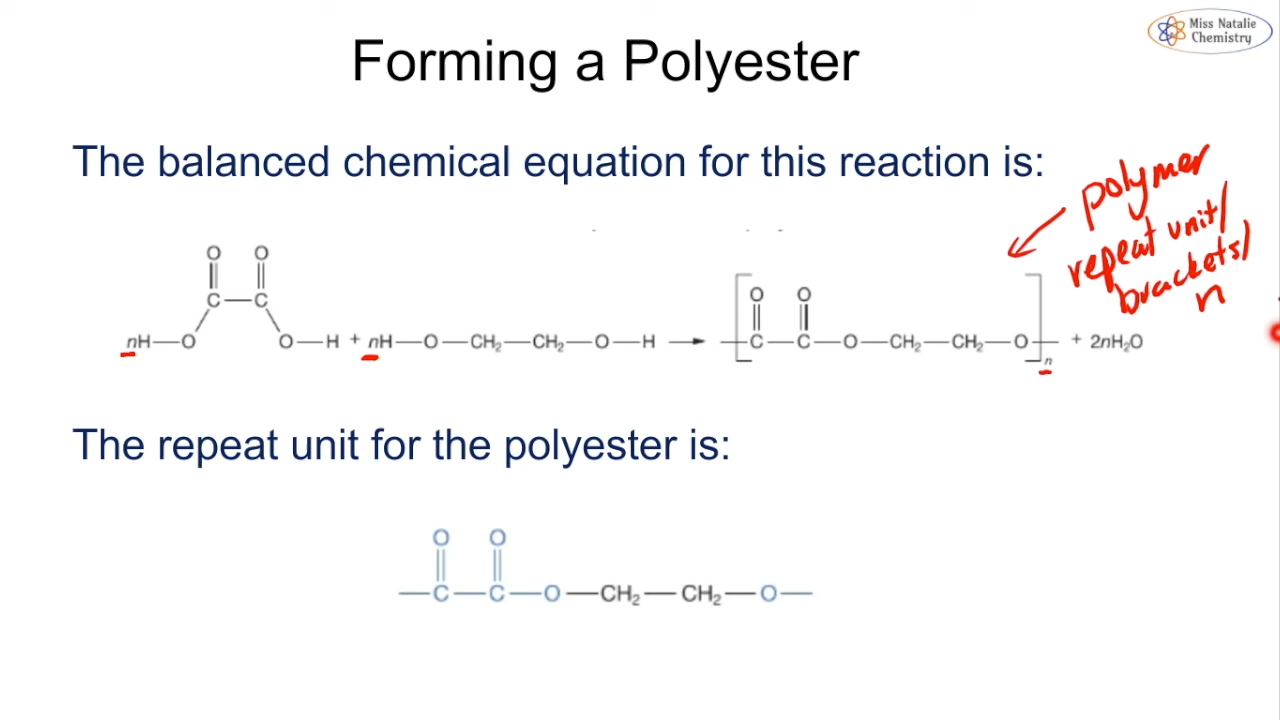 Miss Natalie
Chemistry
Forming a Polyester
The balanced chemical equation for this reaction is:
polymer
repeat unit/
brackets/
n
O O O O
C—C
nH—O O—H + nH—O—CH₂—CH₂—O—H → [—C—C—O—CH₂—CH₂—O—]n + 2nH₂O
The repeat unit for the polyester is:
O O
—C—C—O—CH₂—CH₂—O—